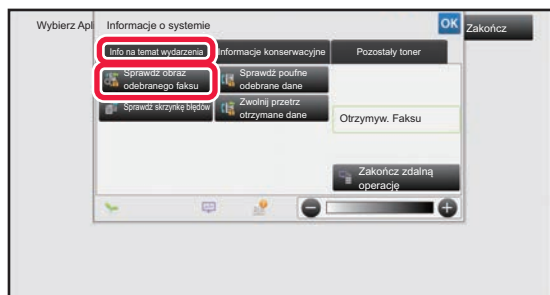 Wybierz Apl
Informacje o systemie
OK
Zakończ
Info na temat wydarzenia
Informacje konserwacyjne
Pozostały toner
Sprawdź obraz
odebranego faksu
Sprawdź poufne
odebrane dane
Sprawdź skrzynkę błędów
Zwolnij przetrz
otrzymane dane
Otrzymyw. Faksu
Zakończ zdalną
operację